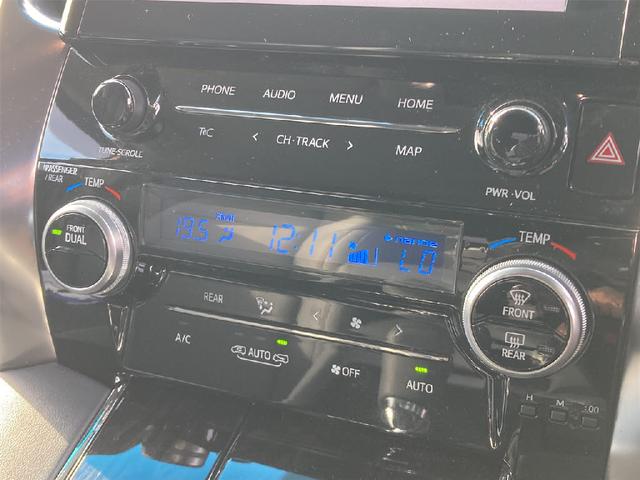 PHONE AUDIO MENU HOME
TUNE·SCROLL T&C < CH·TRACK > MAP
PWR·VOL
PASSENGER
/ REAR
TEMP
FRONT
DUAL
19.5 12:11 LO
TEMP
FRONT
REAR
REAR < >
A/C AUTO OFF AUTO
H M :00